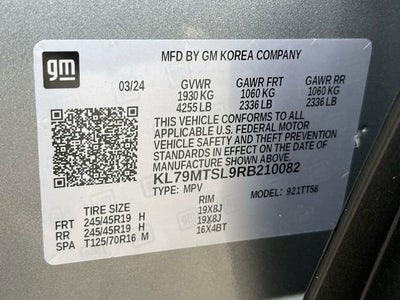 gm
MFD BY GM KOREA COMPANY
03/24 GVWR GAWR FRT GAWR RR
1930 KG 1060 KG 1060 KG
4255 LB 2336 LB 2336 LB
THIS VEHICLE CONFORMS TO ALL
APPLICABLE U.S. FEDERAL MOTOR
VEHICLE SAFETY AND THEFT PREVENTION
STANDARDS IN EFFECT ON THE DATE OF
MANUFACTURE SHOWN ABOVE.
KL79MTSL9RB210082
TYPE: MPV MODEL: 921TT56
TIRE SIZE RIM
FRT 245/45R19 H 19X8J
RR 245/45R19 H 19X8J
SPA T125/70R16 M 16X4BT